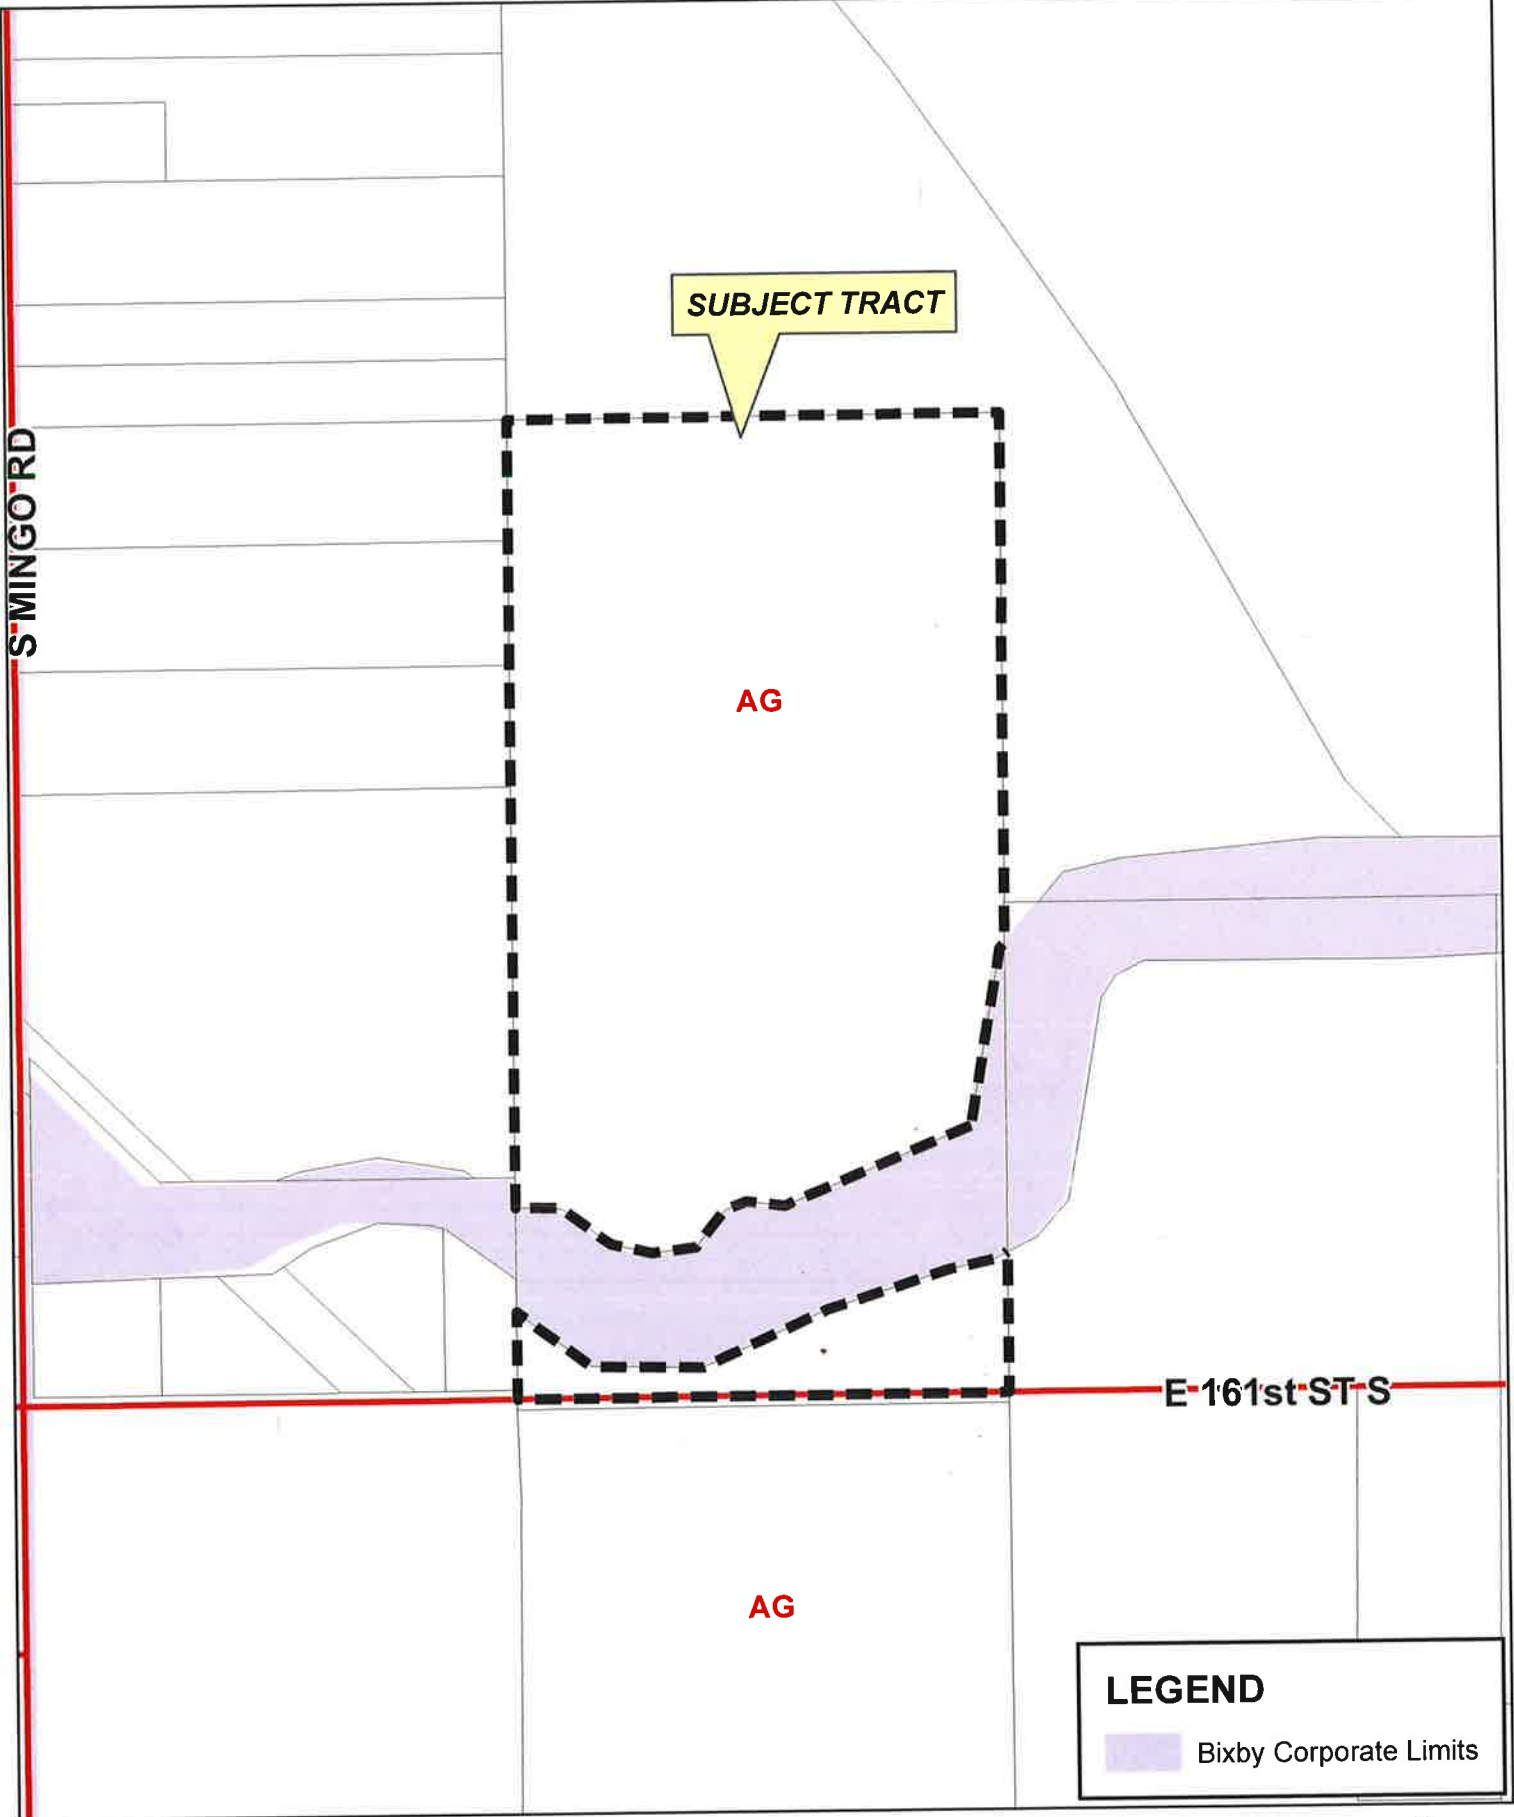 SUBJECT TRACT
S MINGO RD
AG
E 161st ST S
AG
LEGEND
Bixby Corporate Limits